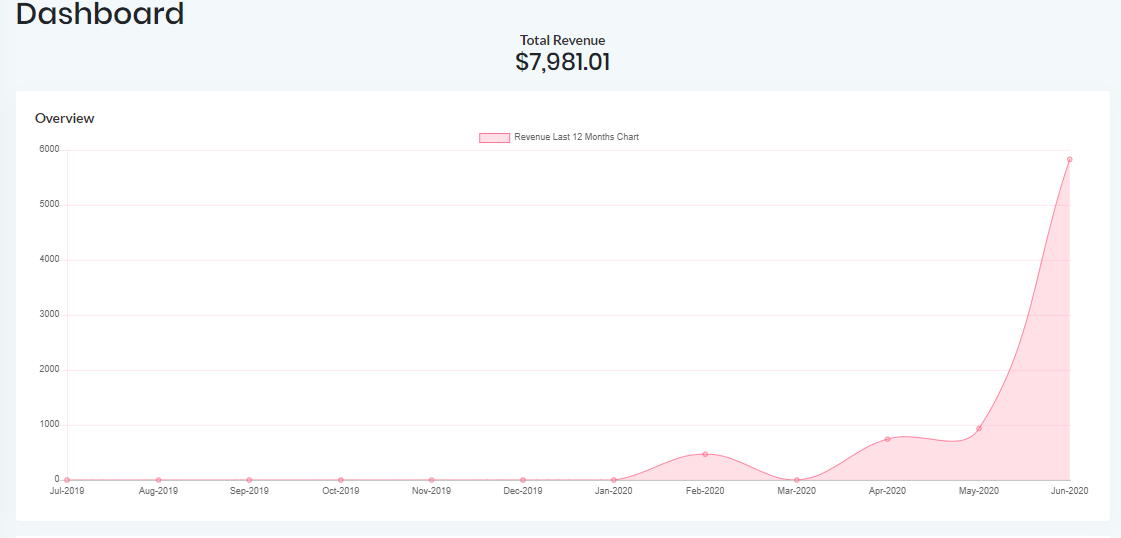 Dashboard
Total Revenue
$7,981.01
Overview
Revenue Last 12 Months Chart
6000
5000
4000
3000
2000
1000
0
Jul-2019 Aug-2019 Sep-2019 Oct-2019 Nov-2019 Dec-2019 Jan-2020 Feb-2020 Mar-2020 Apr-2020 May-2020 Jun-2020